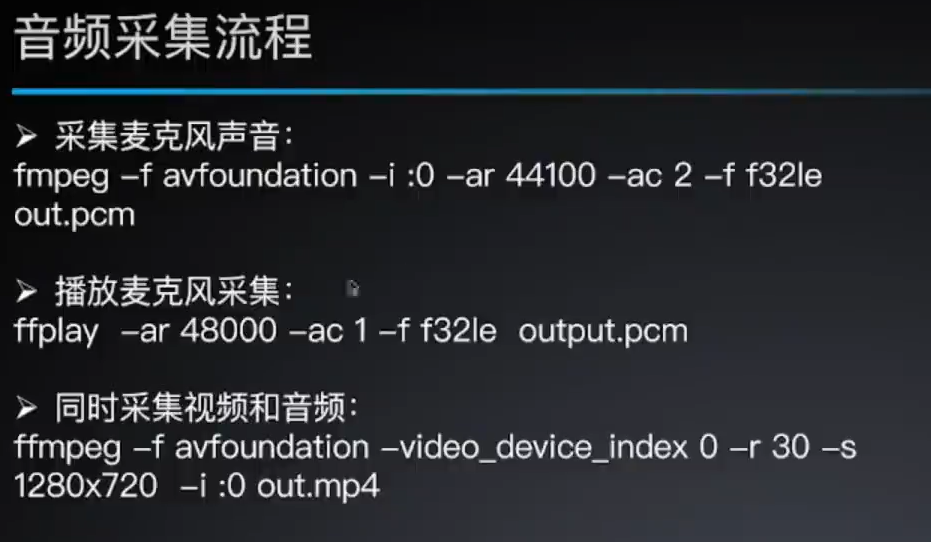 音频采集流程
➢ 采集麦克风声音：
fmpeg –f avfoundation –i :0 –ar 44100 –ac 2 –f f32le
out.pcm
➢ 播放麦克风采集：
ffplay –ar 48000 –ac 1 –f f32le output.pcm
➢ 同时采集视频和音频：
ffmpeg –f avfoundation –video_device_index 0 –r 30 –s
1280x720 –i :0 out.mp4